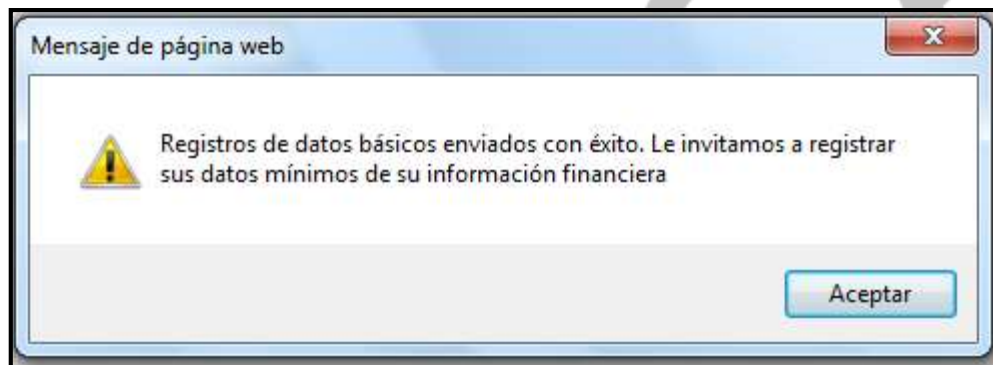 Mensaje de página web
Registros de datos básicos enviados con éxito. Le invitamos a registrar
sus datos mínimos de su información financiera
Aceptar